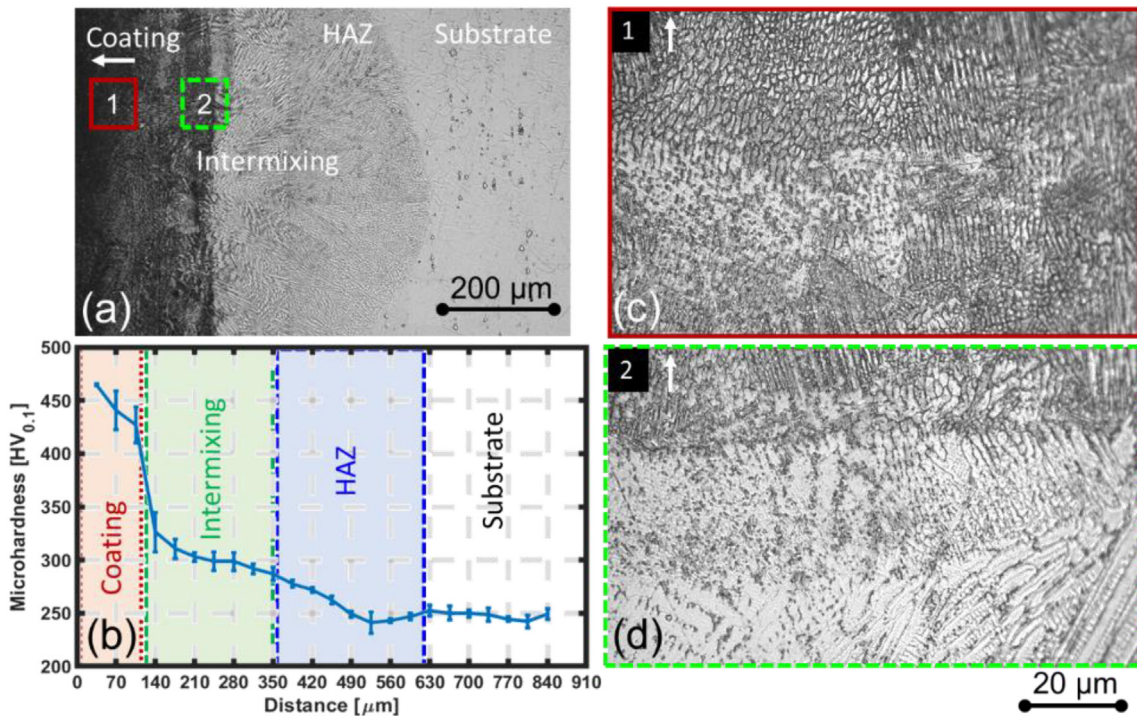 Coating
HAZ
Substrate
1
2
Intermixing
200 μm
(a)
1
(c)
500
450
400
350
300
250
200
Microhardness [HV0.1]
Coating
Intermixing
HAZ
Substrate
(b)
0 70 140 210 280 350 420 490 560 630 700 770 840 910
Distance [μm]
2
(d)
20 μm